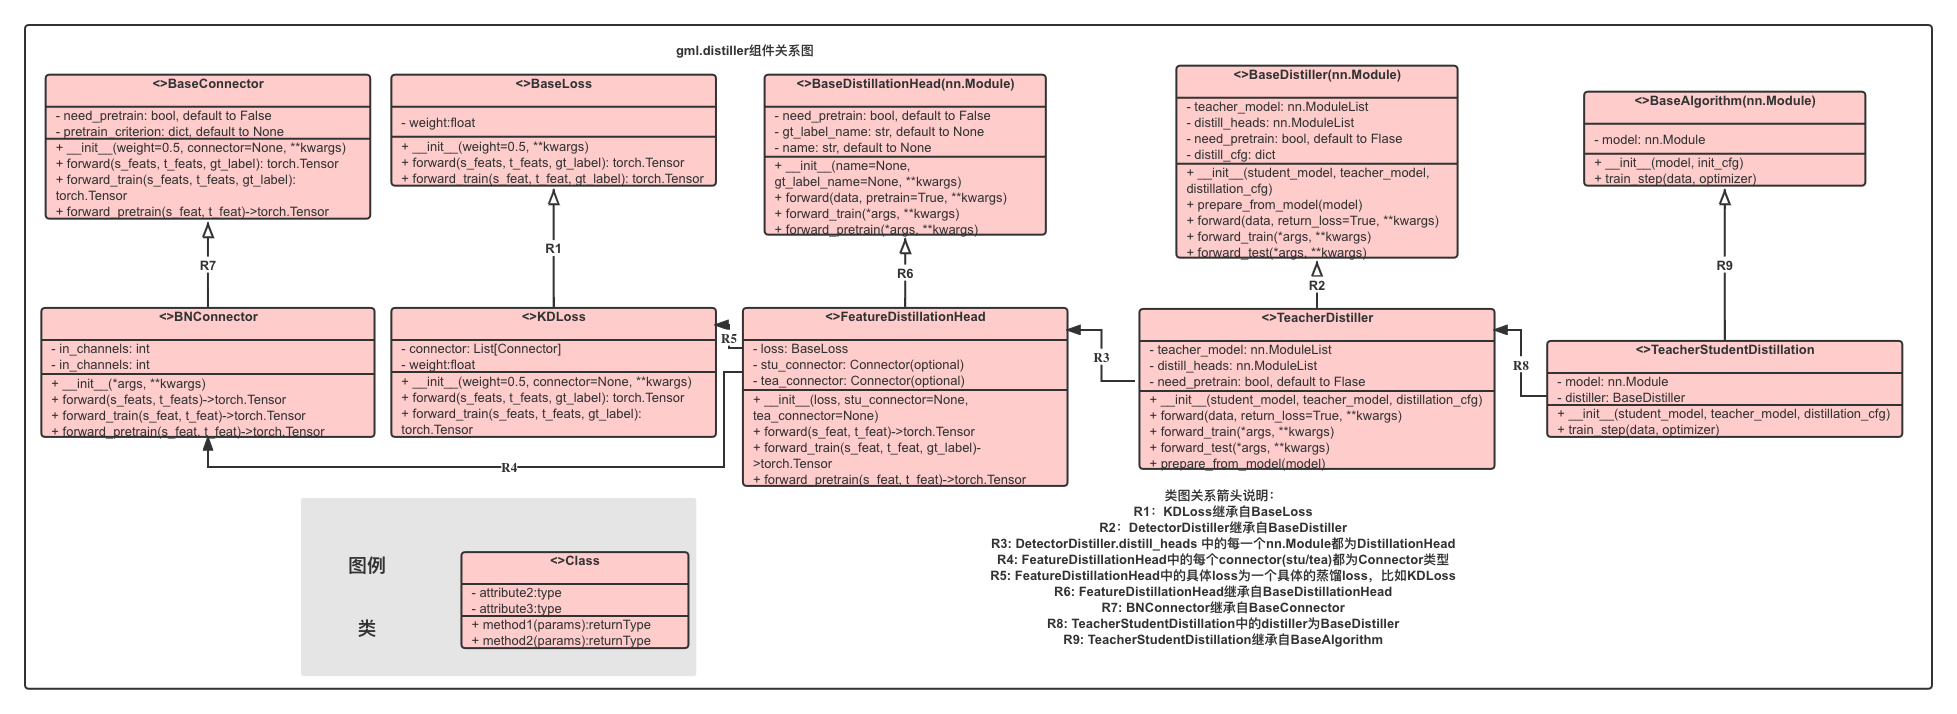 gml.distiller组件关系图
<>BaseConnector
- need_pretrain: bool, default to False
- pretrain_criterion: dict, default to None
+ __init__(weight=0.5, connector=None, **kwargs)
+ forward(s_feats, t_feats, gt_label): torch.Tensor
+ forward_train(s_feats, t_feats, gt_label):
torch.Tensor
+ forward_pretrain(s_feat, t_feat)->torch.Tensor
<>BaseLoss
- weight:float
+ __init__(weight=0.5, **kwargs)
+ forward(s_feats, t_feats, gt_label): torch.Tensor
+ forward_train(s_feat, t_feat, gt_label): torch.Tensor
<>BaseDistillationHead(nn.Module)
- need_pretrain: bool, default to False
- gt_label_name: str, default to None
- name: str, default to None
+ __init__(name=None,
gt_label_name=None, **kwargs)
+ forward(data, pretrain=True, **kwargs)
+ forward_train(*args, **kwargs)
+ forward_pretrain(*args, **kwargs)
<>BaseDistiller(nn.Module)
- teacher_model: nn.ModuleList
- distill_heads: nn.ModuleList
- need_pretrain: bool, default to Flase
- distill_cfg: dict
+ __init__(student_model, teacher_model,
distillation_cfg)
+ prepare_from_model(model)
+ forward(data, return_loss=True, **kwargs)
+ forward_train(*args, **kwargs)
+ forward_test(*args, **kwargs)
<>BaseAlgorithm(nn.Module)
- model: nn.Module
+ __init__(model, init_cfg)
+ train_step(data, optimizer)
R7
R1
R6
R2
R9
<>BNConnector
- in_channels: int
- in_channels: int
+ __init__(*args, **kwargs)
+ forward(s_feats, t_feats)->torch.Tensor
+ forward_train(s_feat, t_feat)->torch.Tensor
+ forward_pretrain(s_feat, t_feat)->torch.Tensor
<>KDLoss
- connector: List[Connector]
- weight:float
+ __init__(weight=0.5, connector=None, **kwargs)
+ forward(s_feats, t_feats, gt_label): torch.Tensor
+ forward_train(s_feats, t_feats, gt_label):
torch.Tensor
R5
<>FeatureDistillationHead
- loss: BaseLoss
- stu_connector: Connector(optional)
- tea_connector: Connector(optional)
+ __init__(loss, stu_connector=None,
tea_connector=None)
+ forward(s_feat, t_feat)->torch.Tensor
+ forward_train(s_feat, t_feat, gt_label)-
>torch.Tensor
+ forward_pretrain(s_feat, t_feat)->torch.Tensor
R3
<>TeacherDistiller
- teacher_model: nn.ModuleList
- distill_heads: nn.ModuleList
- need_pretrain: bool, default to Flase
+ __init__(student_model, teacher_model, distillation_cfg)
+ forward(data, return_loss=True, **kwargs)
+ forward_train(*args, **kwargs)
+ forward_test(*args, **kwargs)
+ prepare_from_model(model)
R8
<>TeacherStudentDistillation
- model: nn.Module
- distiller: BaseDistiller
+ __init__(student_model, teacher_model, distillation_cfg)
+ train_step(data, optimizer)
R4
图例
类
<>Class
- attribute2:type
- attribute3:type
+ method1(params):returnType
+ method2(params):returnType
类图关系箭头说明：
R1：KDLoss继承自BaseLoss
R2：DetectorDistiller继承自BaseDistiller
R3: DetectorDistiller.distill_heads 中的每一个nn.Module都为DistillationHead
R4: FeatureDistillationHead中的每个connector(stu/tea)都为Connector类型
R5: FeatureDistillationHead中的具体loss为一个具体的蒸馏loss，比如KDLoss
R6: FeatureDistillationHead继承自BaseDistillationHead
R7: BNConnector继承自BaseConnector
R8: TeacherStudentDistillation中的distiller为BaseDistiller
R9: TeacherStudentDistillation继承自BaseAlgorithm